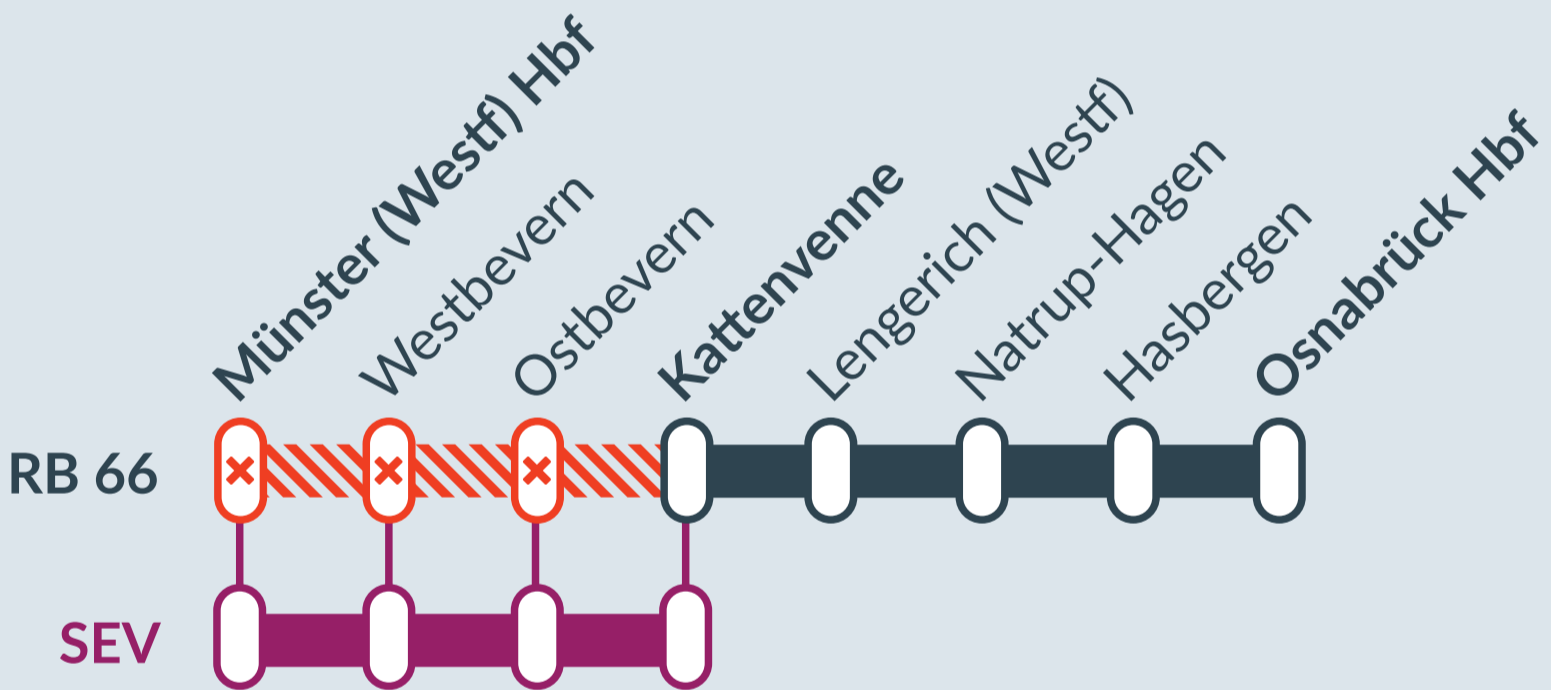 Münster (Westf) Hbf
Westbevern
Ostbevern
Kattenvenne
Lengerich (Westf)
Natrup-Hagen
Hasbergen
Osnabrück Hbf
RB 66
SEV